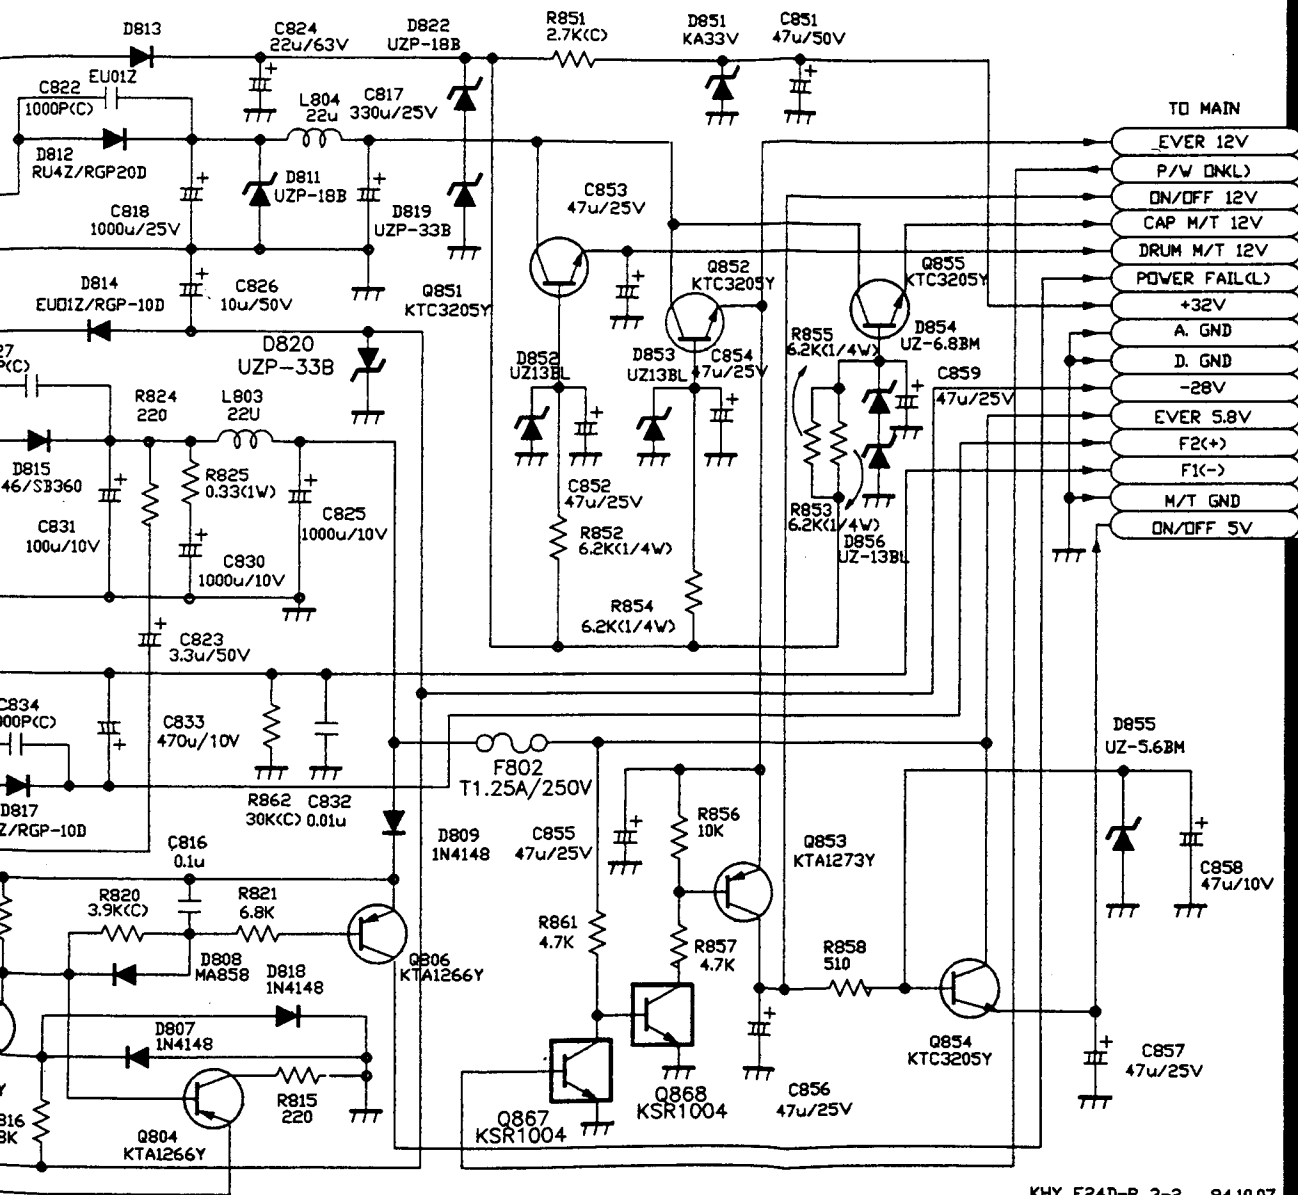 D813
C824
22u/63V
D822
UZP-18B
R851
2.7K(C)
D851
KA33V
C851
47u/50V
C822
1000P(C)
EU01Z
L804
22u
C817
330u/25V
TO MAIN
EVER 12V
P/W ON(L)
ON/OFF 12V
CAP M/T 12V
DRUM M/T 12V
POWER FAIL(L)
+32V
A. GND
D. GND
-28V
EVER 5.8V
F2(+)
F1(-)
M/T GND
ON/OFF 5V
D812
RU4Z/RGP20D
D811
UZP-18B
C853
47u/25V
C818
1000u/25V
D819
UZP-33B
D814
EU01Z/RGP-10D
C826
10u/50V
Q851
KTC3205Y
Q852
KTC3205Y
Q855
KTC3205Y
D820
UZP-33B
D852
UZ13BL
D853
UZ13BL
C854
47u/25V
R855
6.2K(1/4W)
D854
UZ-6.8BM
C859
47u/25V
27
P(C)
R824
220
L803
22U
D815
46/SB360
R825
0.33(1W)
C831
100u/10V
C825
1000u/10V
C830
1000u/10V
C852
47u/25V
R852
6.2K(1/4W)
R853
6.2K(1/4W)
D856
UZ-13BL
R854
6.2K(1/4W)
C823
3.3u/50V
C834
000P(C)
C833
470u/10V
D817
Z/RGP-10D
R862
30K(C)
C832
0.01u
F802
T1.25A/250V
D855
UZ-5.6BM
C816
0.1u
D809
1N4148
C855
47u/25V
R856
10K
Q853
KTA1273Y
C858
47u/10V
R820
3.9K(C)
R821
6.8K
R861
4.7K
R857
4.7K
R858
510
D808
MA858
D818
1N4148
Q806
KTA1266Y
D807
1N4148
Q854
KTC3205Y
C857
47u/25V
Y
816
8K
R815
220
Q804
KTA1266Y
Q867
KSR1004
Q868
KSR1004
C856
47u/25V